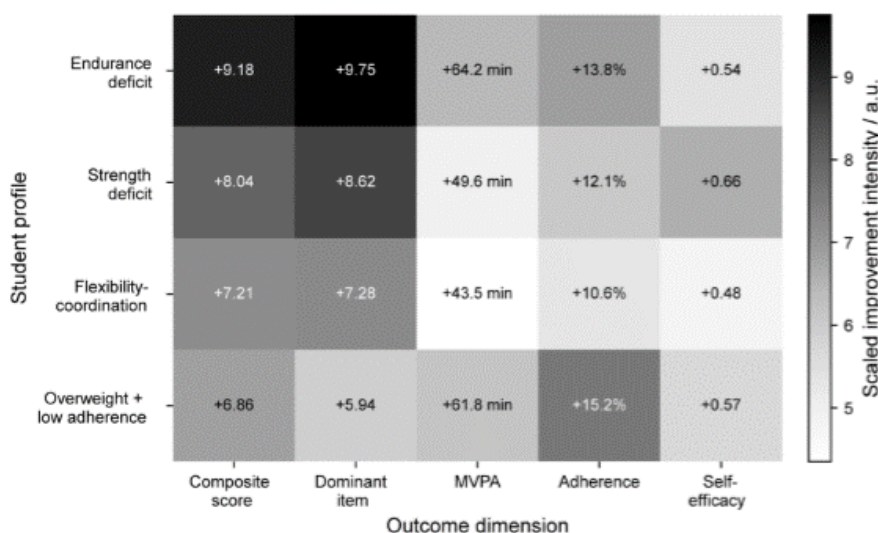 Endurance
deficit
+9.18 +9.75 +64.2 min +13.8% +0.54
Strength
deficit
+8.04 +8.62 +49.6 min +12.1% +0.66
Flexibility-
coordination
+7.21 +7.28 +43.5 min +10.6% +0.48
Overweight +
low adherence
+6.86 +5.94 +61.8 min +15.2% +0.57
Student profile
Composite
score
Dominant
item
MVPA
Adherence
Self-
efficacy
Outcome dimension
9
8
7
6
5
Scaled improvement intensity / a.u.